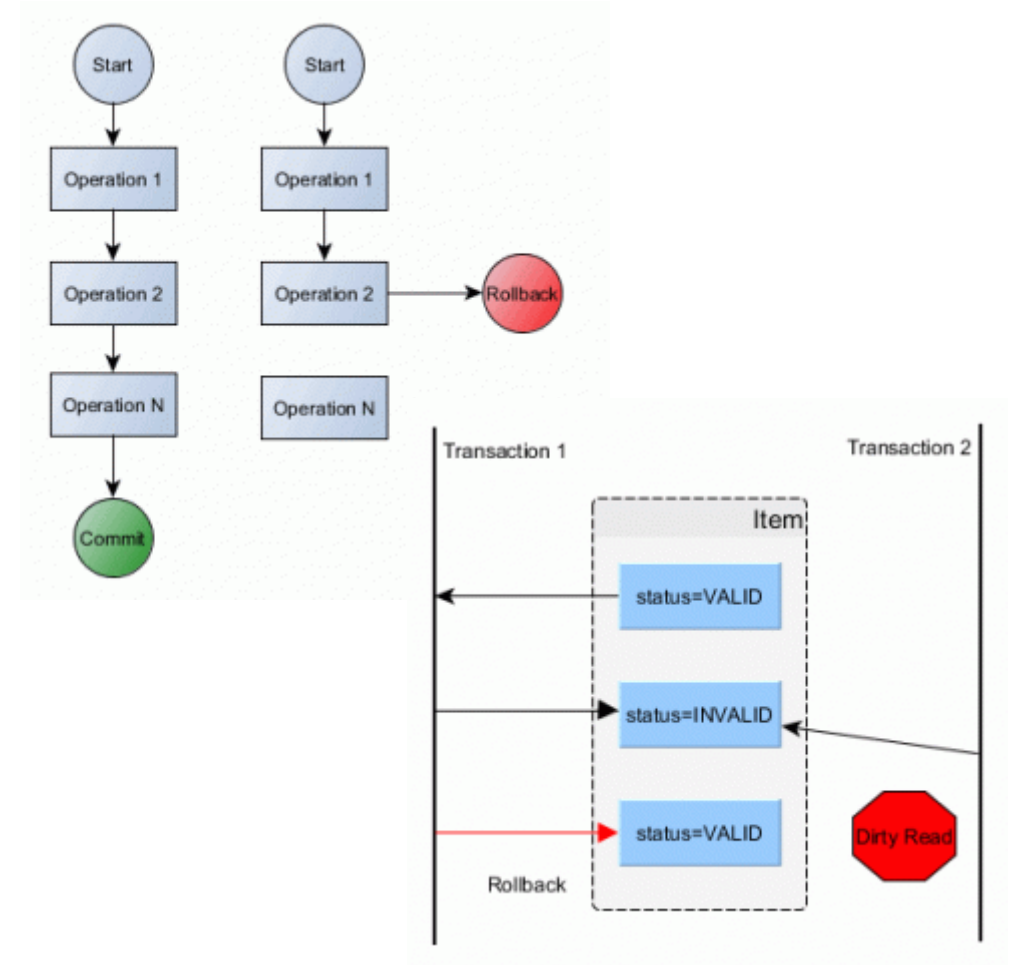 Start
Operation 1
Operation 2
Operation N
Commit
Start
Operation 1
Operation 2
Rollback
Operation N
Transaction 1
Transaction 2
Item
status=VALID
status=INVALID
status=VALID
Dirty Read
Rollback